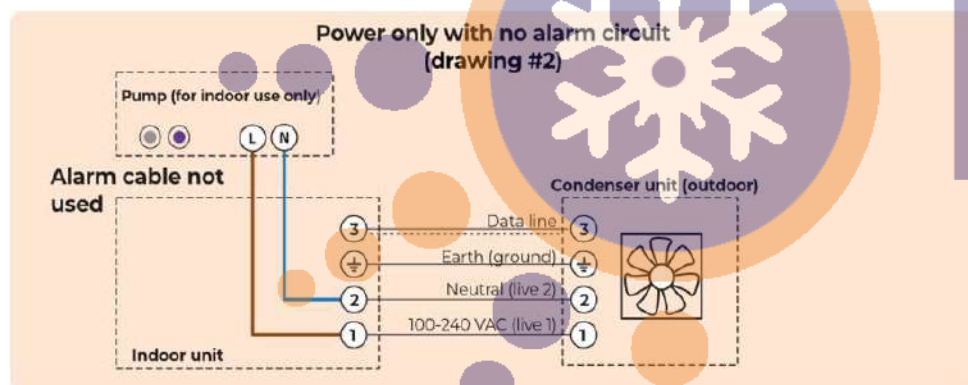 Power only with no alarm circuit
(drawing #2)
Pump (for indoor use only)
L N
Alarm cable not
used
Condenser unit (outdoor)
3 Data line 3
Earth (ground)
2 Neutral (live 2) 2
1 100-240 VAC (live 1) 1
Indoor unit